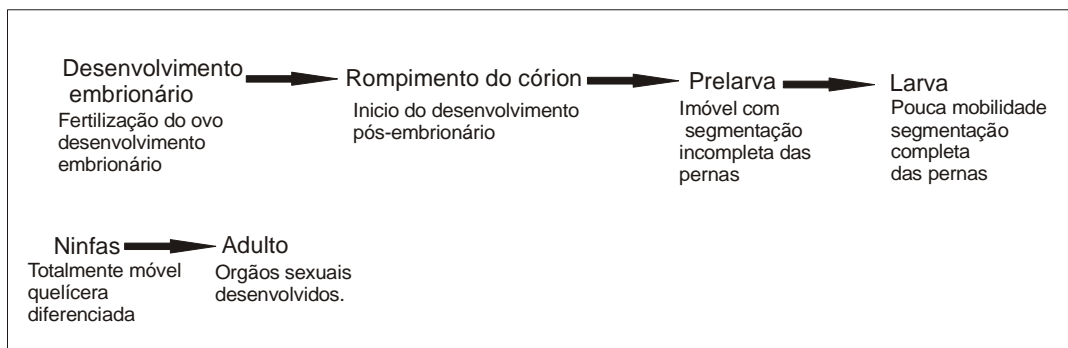 Desenvolvimento
embrionário
Fertilização do ovo
desenvolvimento
embrionário
Rompimento do córion
Inicio do desenvolvimento
pós-embrionário
Prelarva
Imóvel com
segmentação
incompleta das
pernas
Larva
Pouca mobilidade
segmentação
completa
das pernas
Ninfas
Totalmente móvel
quelícera
diferenciada
Adulto
Orgãos sexuais
desenvolvidos.